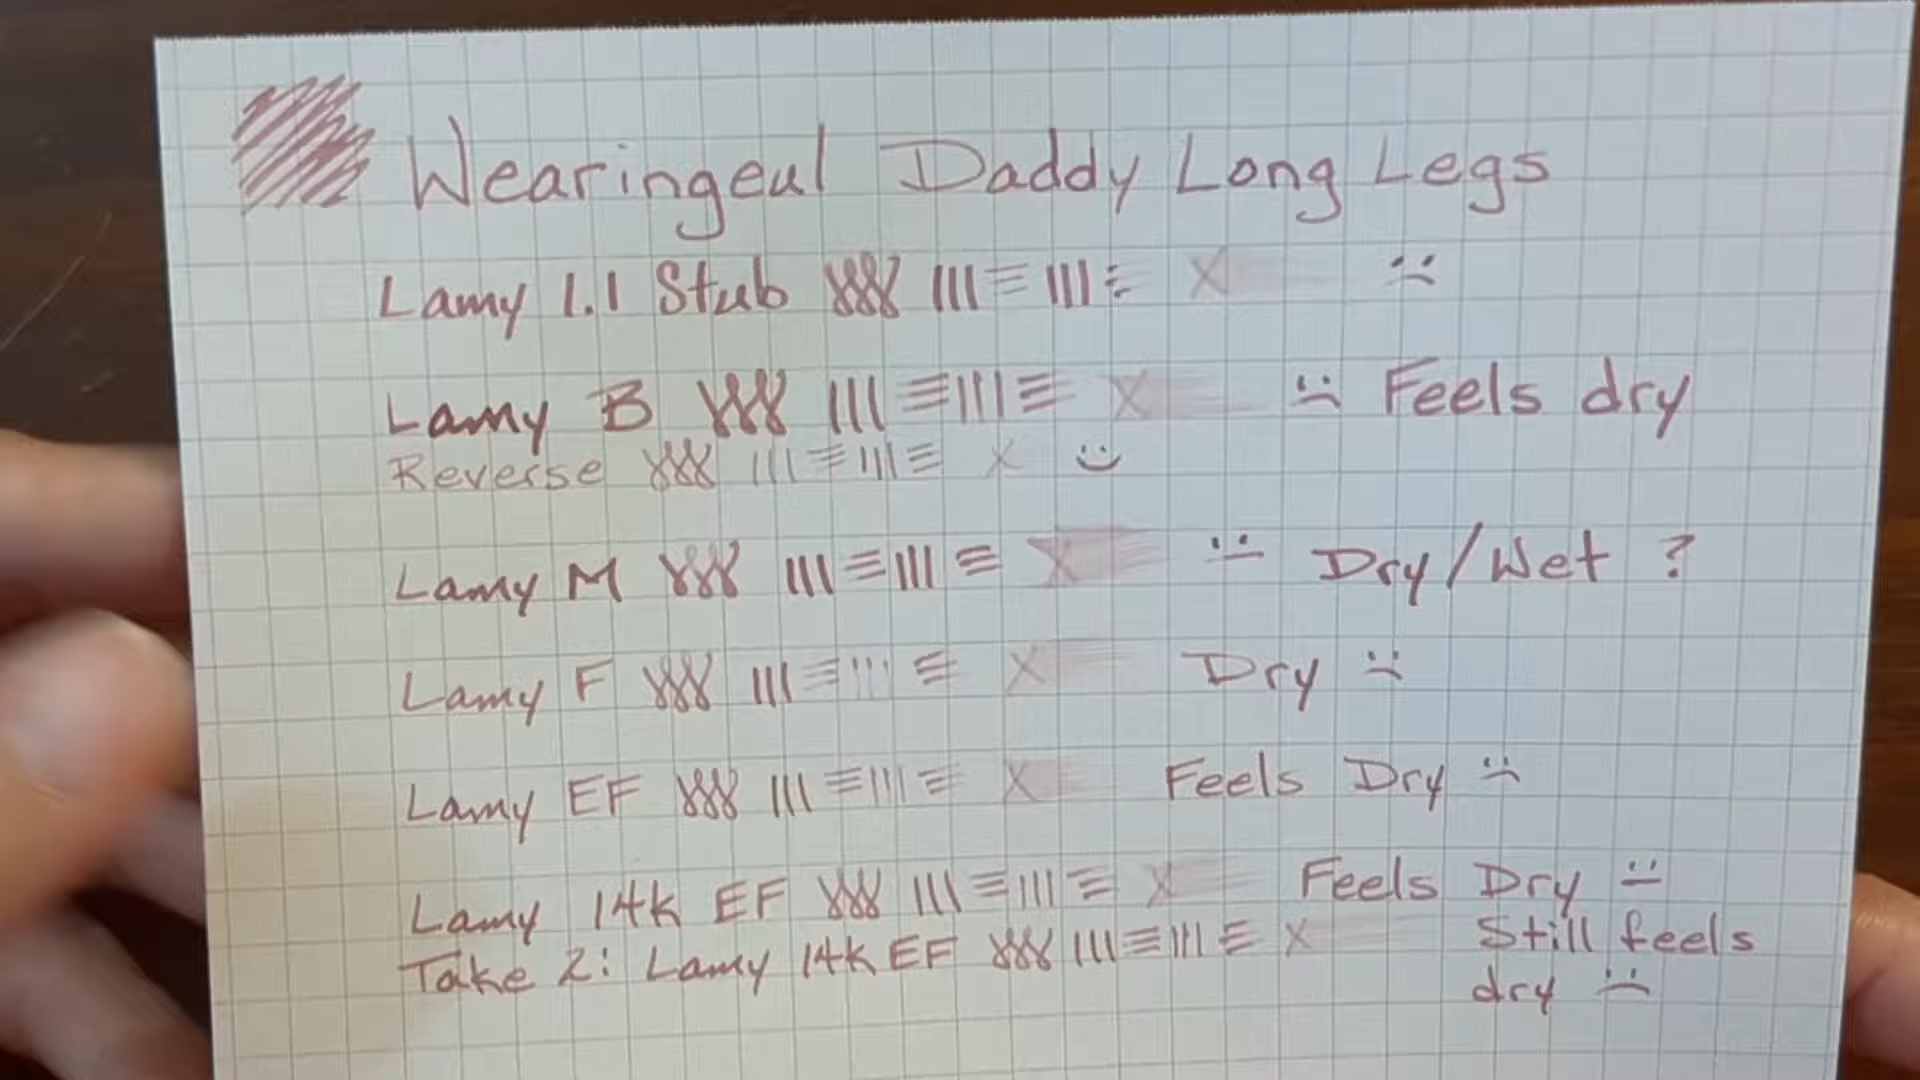 Wearingeul Daddy Long Legs
Lamy 1.1 Stub X
Lamy B X Feels dry
Reverse X
Lamy M X Dry/Wet ?
Lamy F X Dry
Lamy EF X Feels Dry
Lamy 14k EF X Feels Dry
Take 2: Lamy 14k EF X Still feels
dry